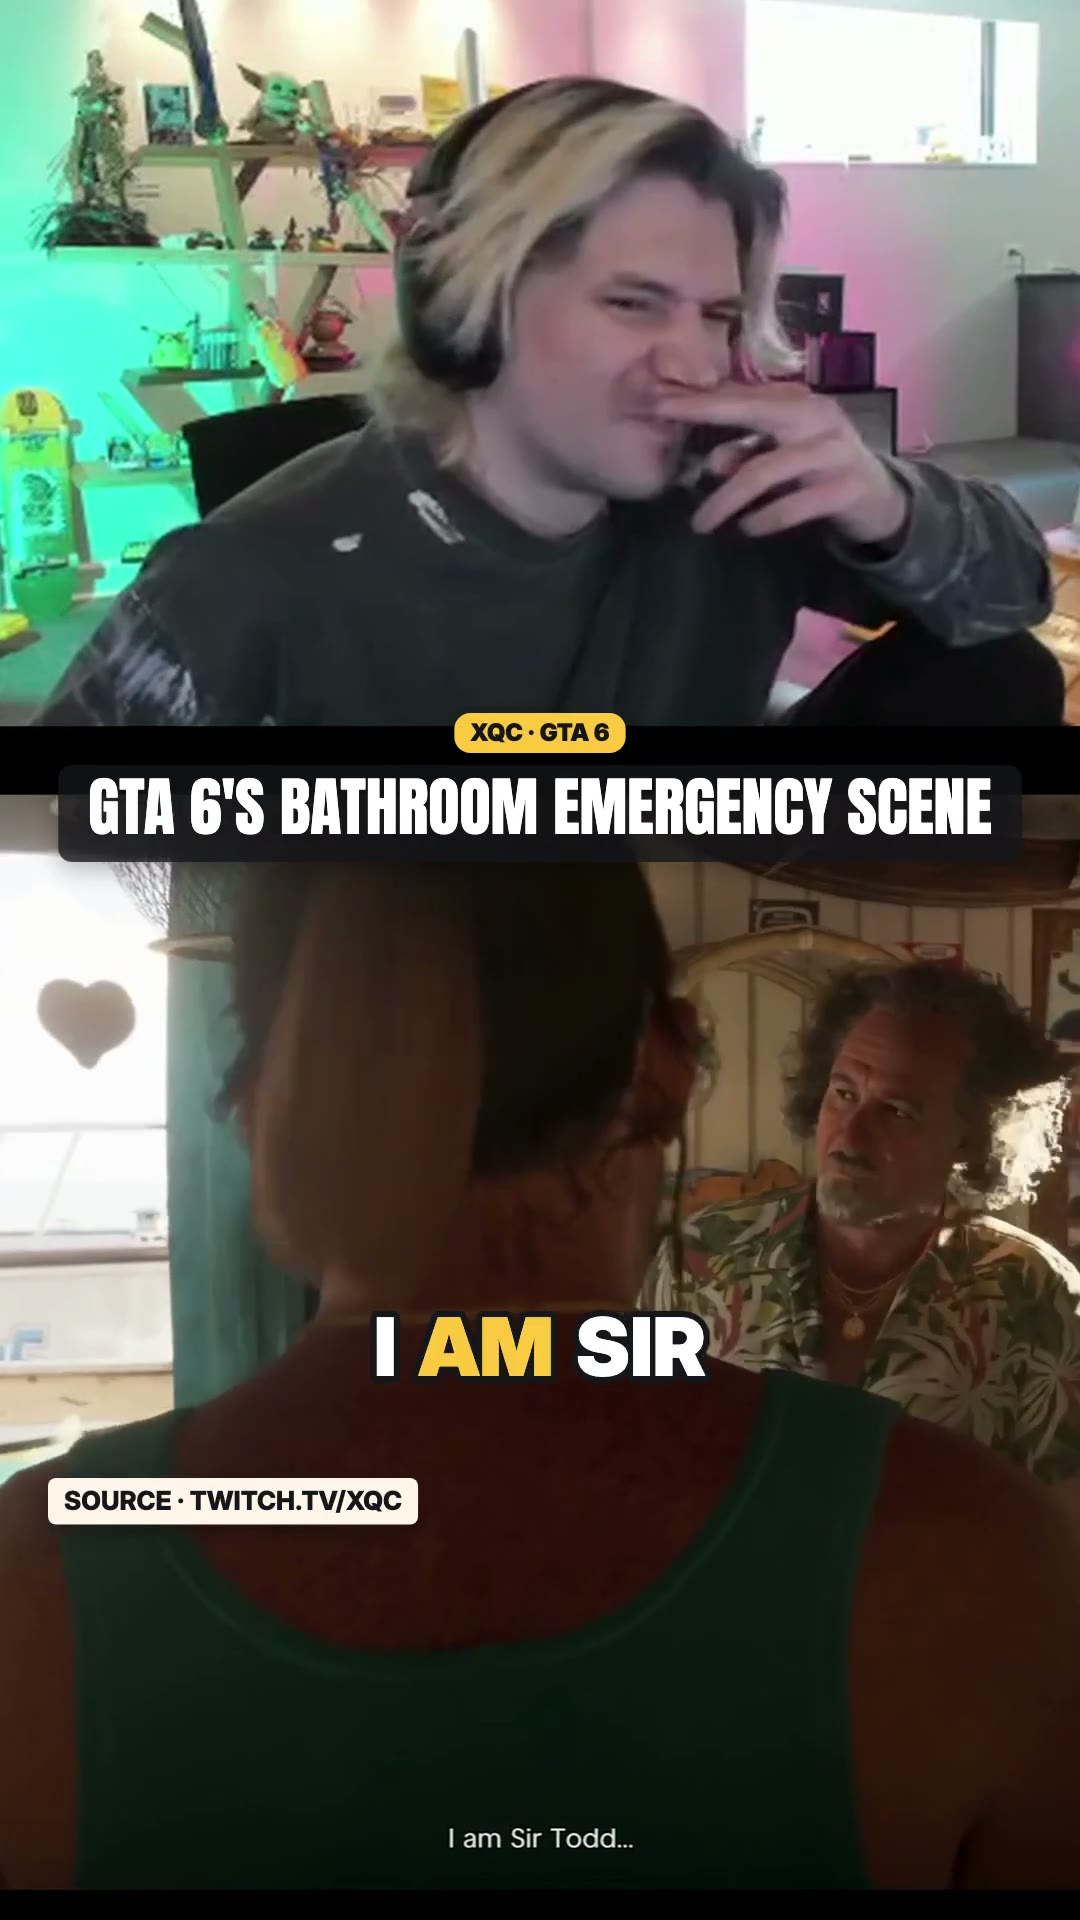 XQC · GTA 6
GTA 6'S BATHROOM EMERGENCY SCENE
I AM SIR
SOURCE · TWITCH.TV/XQC
I am Sir Todd...